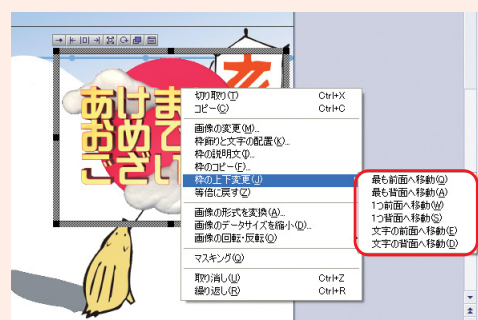 あけま
おめて
ござい
切り取り(T) Ctrl+X
コピー(C) Ctrl+C
画像の変更(M)...
枠飾りと文字の配置(K)...
枠の説明文(I)...
枠のコピー(F)...
枠の上下変更(J)
等倍に戻す(Z)
画像の形式を変換(A)...
画像のデータサイズを縮小(D)...
画像の回転・反転(O)
マスキング(Q)
取り消し(U) Ctrl+Z
繰り返し(R) Ctrl+R
最も前面へ移動(Q)
最も背面へ移動(A)
1つ前面へ移動(W)
1つ背面へ移動(S)
文字の前面へ移動(E)
文字の背面へ移動(D)